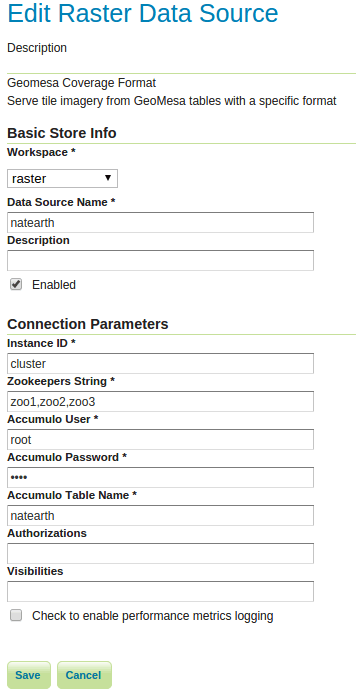 Edit Raster Data Source
Description
Geomesa Coverage Format
Serve tile imagery from GeoMesa tables with a specific format
Basic Store Info
Workspace *
raster
Data Source Name *
natearth
Description
Enabled
Connection Parameters
Instance ID *
cluster
Zookeepers String *
zoo1,zoo2,zoo3
Accumulo User *
root
Accumulo Password *
••••
Accumulo Table Name *
natearth
Authorizations
Visibilities
Check to enable performance metrics logging
Save Cancel